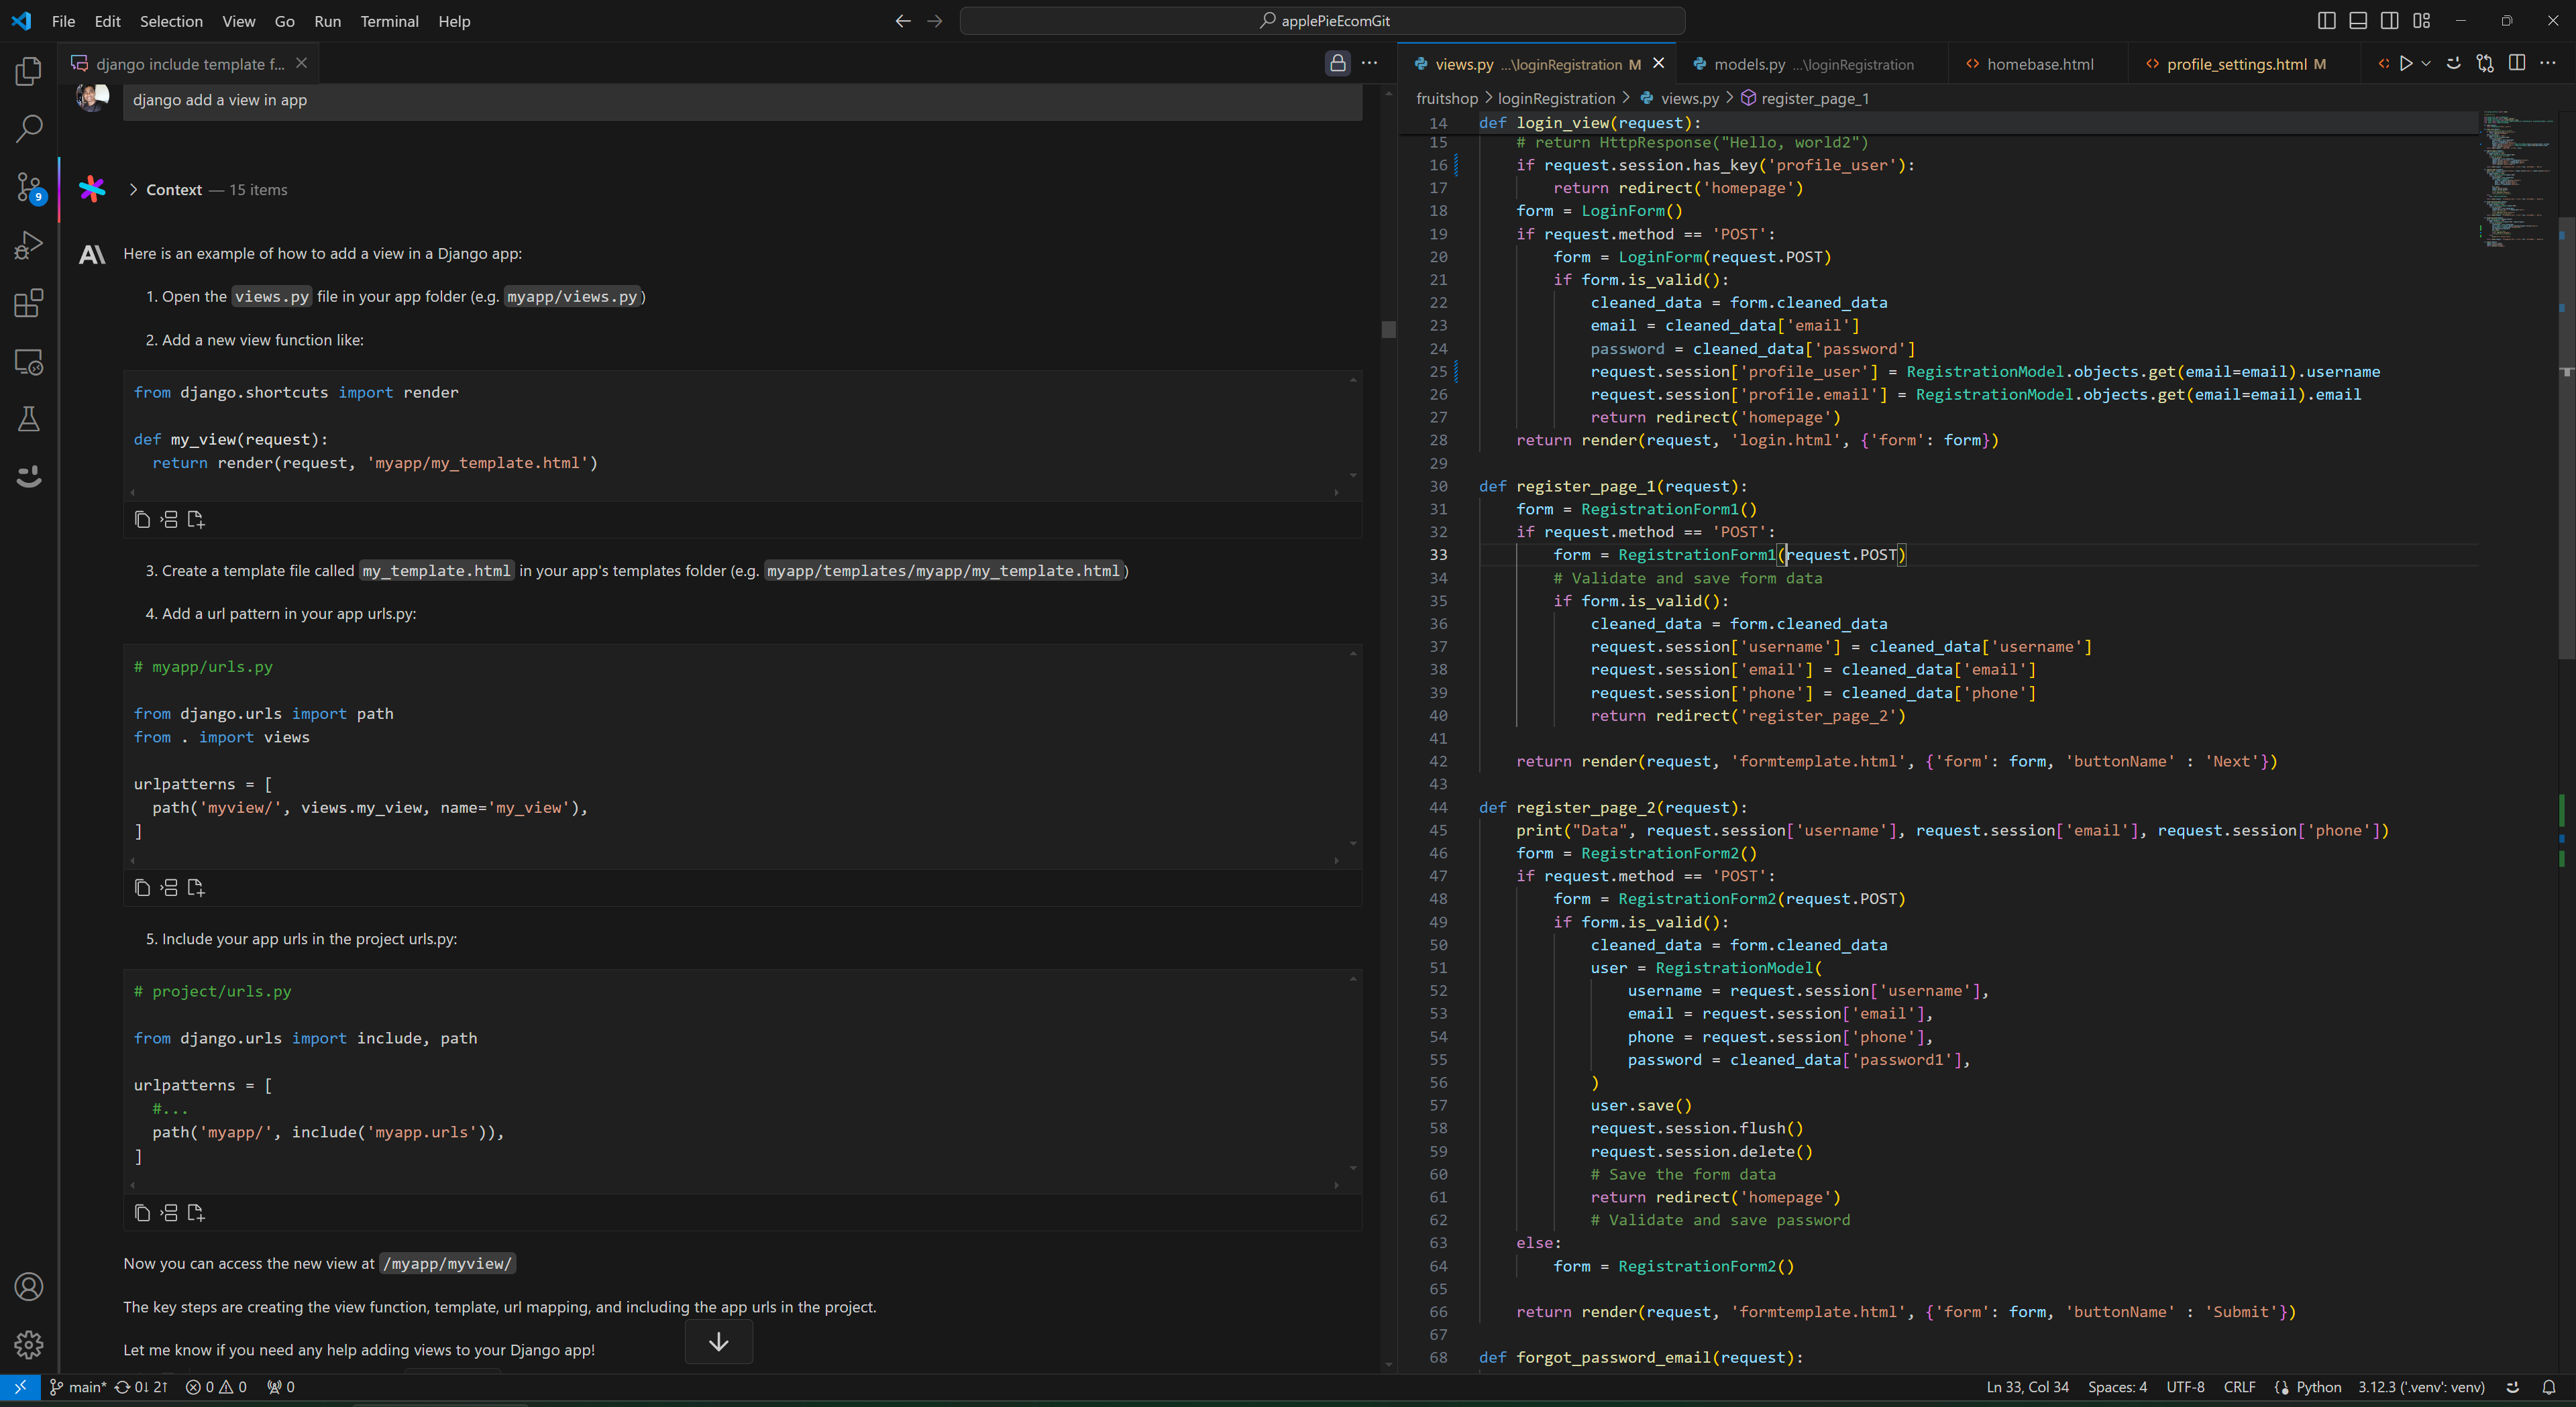 File Edit Selection View Go Run Terminal Help
applePieEcomGit
django include template f...
django add a view in app
Context — 15 items
Here is an example of how to add a view in a Django app:
1. Open the views.py file in your app folder (e.g. myapp/views.py)
2. Add a new view function like:
from django.shortcuts import render
def my_view(request):
return render(request, 'myapp/my_template.html')
3. Create a template file called my_template.html in your app's templates folder (e.g. myapp/templates/myapp/my_template.html)
4. Add a url pattern in your app urls.py:
# myapp/urls.py
from django.urls import path
from . import views
urlpatterns = [
path('myview/', views.my_view, name='my_view'),
]
5. Include your app urls in the project urls.py:
# project/urls.py
from django.urls import include, path
urlpatterns = [
#...
path('myapp/', include('myapp.urls')),
]
Now you can access the new view at /myapp/myview/
The key steps are creating the view function, template, url mapping, and including the app urls in the project.
Let me know if you need any help adding views to your Django app!
9
views.py ...\loginRegistration M models.py ...\loginRegistration homebase.html profile_settings.html M
fruitshop > loginRegistration > views.py > register_page_1
14 def login_view(request):
15 # return HttpResponse("Hello, world2")
16 if request.session.has_key('profile_user'):
17 return redirect('homepage')
18 form = LoginForm()
19 if request.method == 'POST':
20 form = LoginForm(request.POST)
21 if form.is_valid():
22 cleaned_data = form.cleaned_data
23 email = cleaned_data['email']
24 password = cleaned_data['password']
25 request.session['profile_user'] = RegistrationModel.objects.get(email=email).username
26 request.session['profile.email'] = RegistrationModel.objects.get(email=email).email
27 return redirect('homepage')
28 return render(request, 'login.html', {'form': form})
29
30 def register_page_1(request):
31 form = RegistrationForm1()
32 if request.method == 'POST':
33 form = RegistrationForm1(request.POST)
34 # Validate and save form data
35 if form.is_valid():
36 cleaned_data = form.cleaned_data
37 request.session['username'] = cleaned_data['username']
38 request.session['email'] = cleaned_data['email']
39 request.session['phone'] = cleaned_data['phone']
40 return redirect('register_page_2')
41
42 return render(request, 'formtemplate.html', {'form': form, 'buttonName' : 'Next'})
43
44 def register_page_2(request):
45 print("Data", request.session['username'], request.session['email'], request.session['phone'])
46 form = RegistrationForm2()
47 if request.method == 'POST':
48 form = RegistrationForm2(request.POST)
49 if form.is_valid():
50 cleaned_data = form.cleaned_data
51 user = RegistrationModel(
52 username = request.session['username'],
53 email = request.session['email'],
54 phone = request.session['phone'],
55 password = cleaned_data['password1'],
56 )
57 user.save()
58 request.session.flush()
59 request.session.delete()
60 # Save the form data
61 return redirect('homepage')
62 # Validate and save password
63 else:
64 form = RegistrationForm2()
65
66 return render(request, 'formtemplate.html', {'form': form, 'buttonName' : 'Submit'})
67
68 def forgot_password_email(request):
main* 0↓ 2↑ 0 0 0 Ln 33, Col 34 Spaces: 4 UTF-8 CRLF Python 3.12.3 ('.venv': venv)